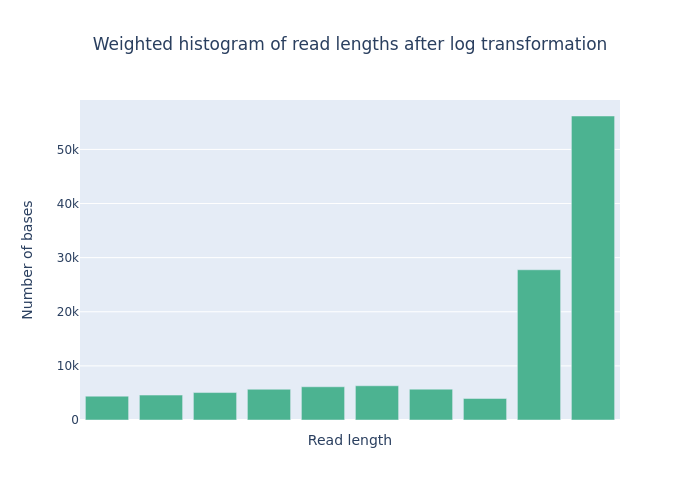 Weighted histogram of read lengths after log transformation
50k
40k
30k
20k
10k
0
Number of bases
Read length